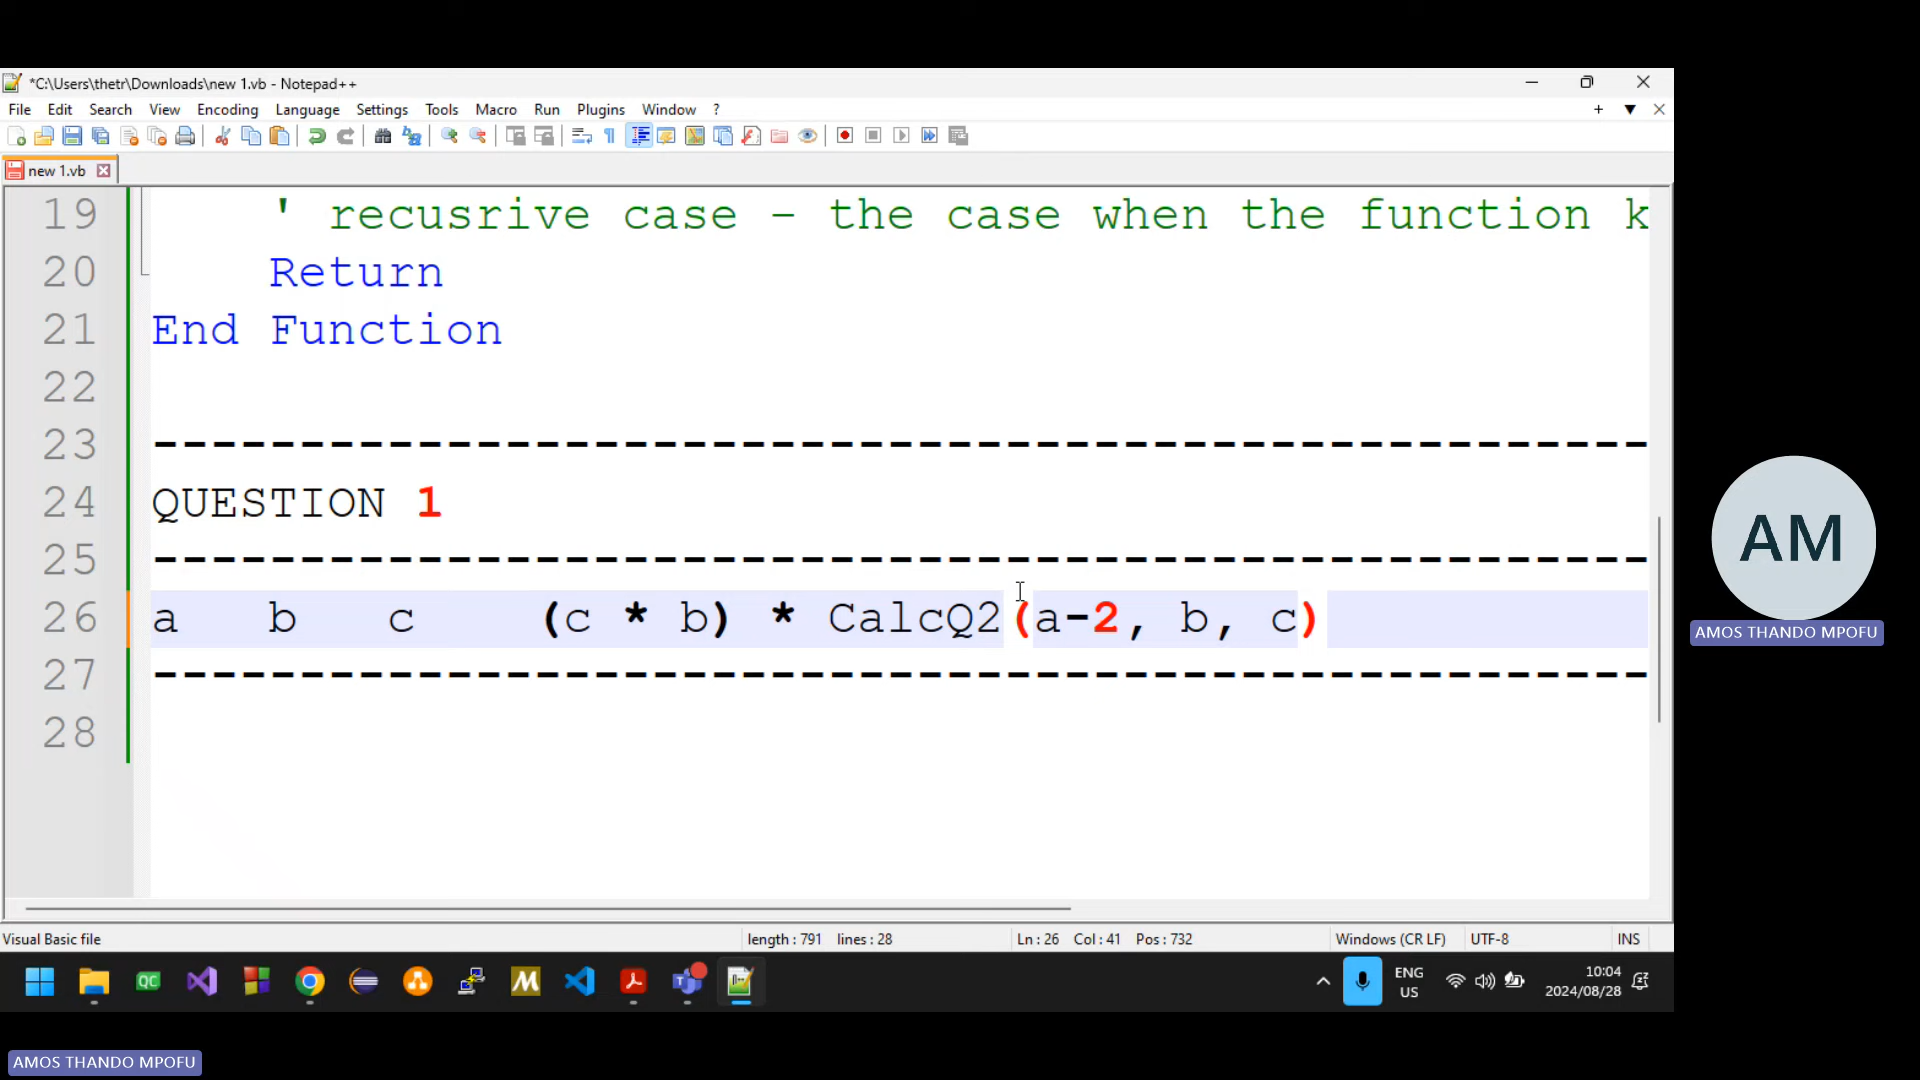 *C:\Users\thetr\Downloads\new 1.vb - Notepad++
File Edit Search View Encoding Language Settings Tools Macro Run Plugins Window ?
new 1.vb
19 ' recusrive case - the case when the function k
20 Return
21 End Function
22
23 ---------------------------------------------------
24 QUESTION 1
25 ---------------------------------------------------
26 a b c (c * b) * CalcQ2(a-2, b, c)
27 ---------------------------------------------------
28
AM
AMOS THANDO MPOFU
Visual Basic file length : 791 lines : 28 Ln : 26 Col : 41 Pos : 732 Windows (CR LF) UTF-8 INS
QC
ENG
US
10:04
2024/08/28
AMOS THANDO MPOFU